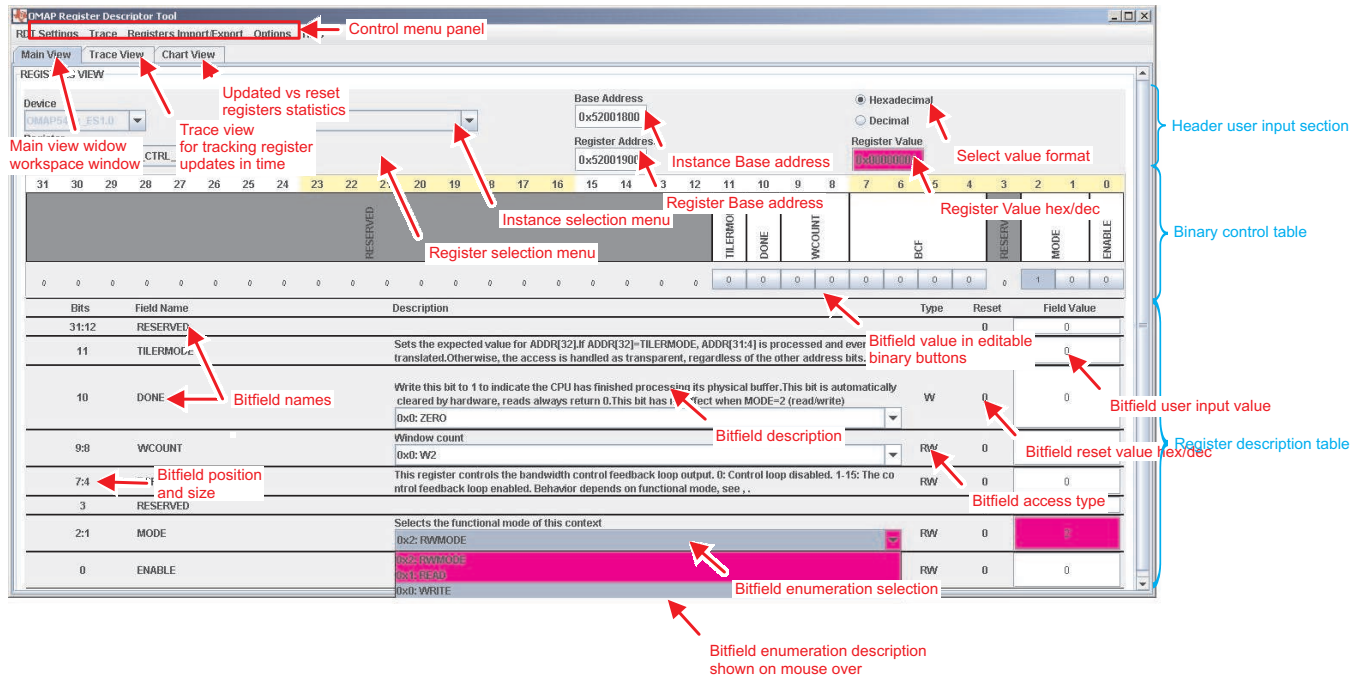 OMAP Register Descriptor Tool
RDT Settings Trace Registers Import/Export Options
Control menu panel
Main View Trace View Chart View
REGISTERS VIEW
Updated vs reset
registers statistics
Device
Base Address
Hexadecimal
0x52001800
Decimal
Trace view
for tracking register
updates in time
Main view widow
workspace window
Header user input section
Register Address
Register Value
_CTRL_
0x52001900
Instance Base address
Select value format
31 30 29 28 27 26 25 24 23 22 21 20 19 17 16 15 14 12 11 10 9 8 7 6 5 4 3 2 1 0
Register Base address
Register Value hex/dec
Instance selection menu
Register selection menu
RESERVED
DONE
WCOUNT
BCF
MODE
ENABLE
Binary control table
0 0 0 0 0 0 0 0 0 0 0 0 0 0 0 0 0 0 0 0 0 0 0 0 0 0 0 0 0 1 0 0
Bits Field Name Description Type Reset Field Value
31:12 RESERVED 0 0
Bitfield value in editable
binary buttons
11 TILERMODE 0
Sets the expected value for ADDR[32].If ADDR[32]=TILERMODE, ADDR[31:4] is processed and
translated.Otherwise, the access is handled as transparent, regardless of the other address bits.
10 DONE W 0 0
Write this bit to 1 to indicate the CPU has finished processing its physical buffer.This bit is automatically
cleared by hardware, reads always return 0.This bit has effect when MODE=2 (read/write)
0x0: ZERO
Bitfield names
Bitfield user input value
Bitfield description
9:8 WCOUNT Window count RW 0
0x0: W2
Register description table
Bitfield reset value hex/dec
7:4 RW 0 0
Bitfield position
and size
This register controls the bandwidth control feedback loop output. 0: Control loop disabled. 1-15: The co
ntrol feedback loop enabled. Behavior depends on functional mode, see , .
Bitfield access type
3 RESERVED
2:1 MODE Selects the functional mode of this context RW 0
0x2: RWMODE
0x2: RWMODE
0x1: READ
0x0: WRITE
0 ENABLE RW 0 0
Bitfield enumeration selection
Bitfield enumeration description
shown on mouse over